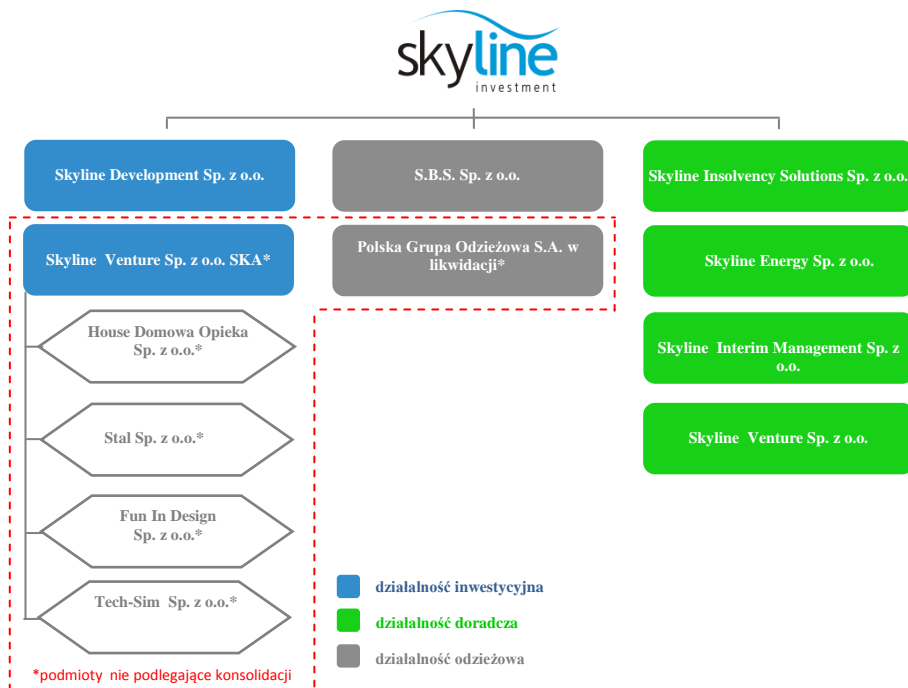 skyline
investment
Skyline Development Sp. z o.o.
S.B.S. Sp. z o.o.
Skyline Insolvency Solutions Sp. z o.o.
Skyline Venture Sp. z o.o. SKA*
Polska Grupa Odzieżowa S.A. w
likwidacji*
Skyline Energy Sp. z o.o.
House Domowa Opieka
Sp. z o.o.*
Skyline Interim Management Sp. z
o.o.
Stal Sp. z o.o.*
Skyline Venture Sp. z o.o.
Fun In Design
Sp. z o.o.*
Tech-Sim Sp. z o.o.*
działalność inwestycyjna
działalność doradcza
działalność odzieżowa
*podmioty nie podlegające konsolidacji